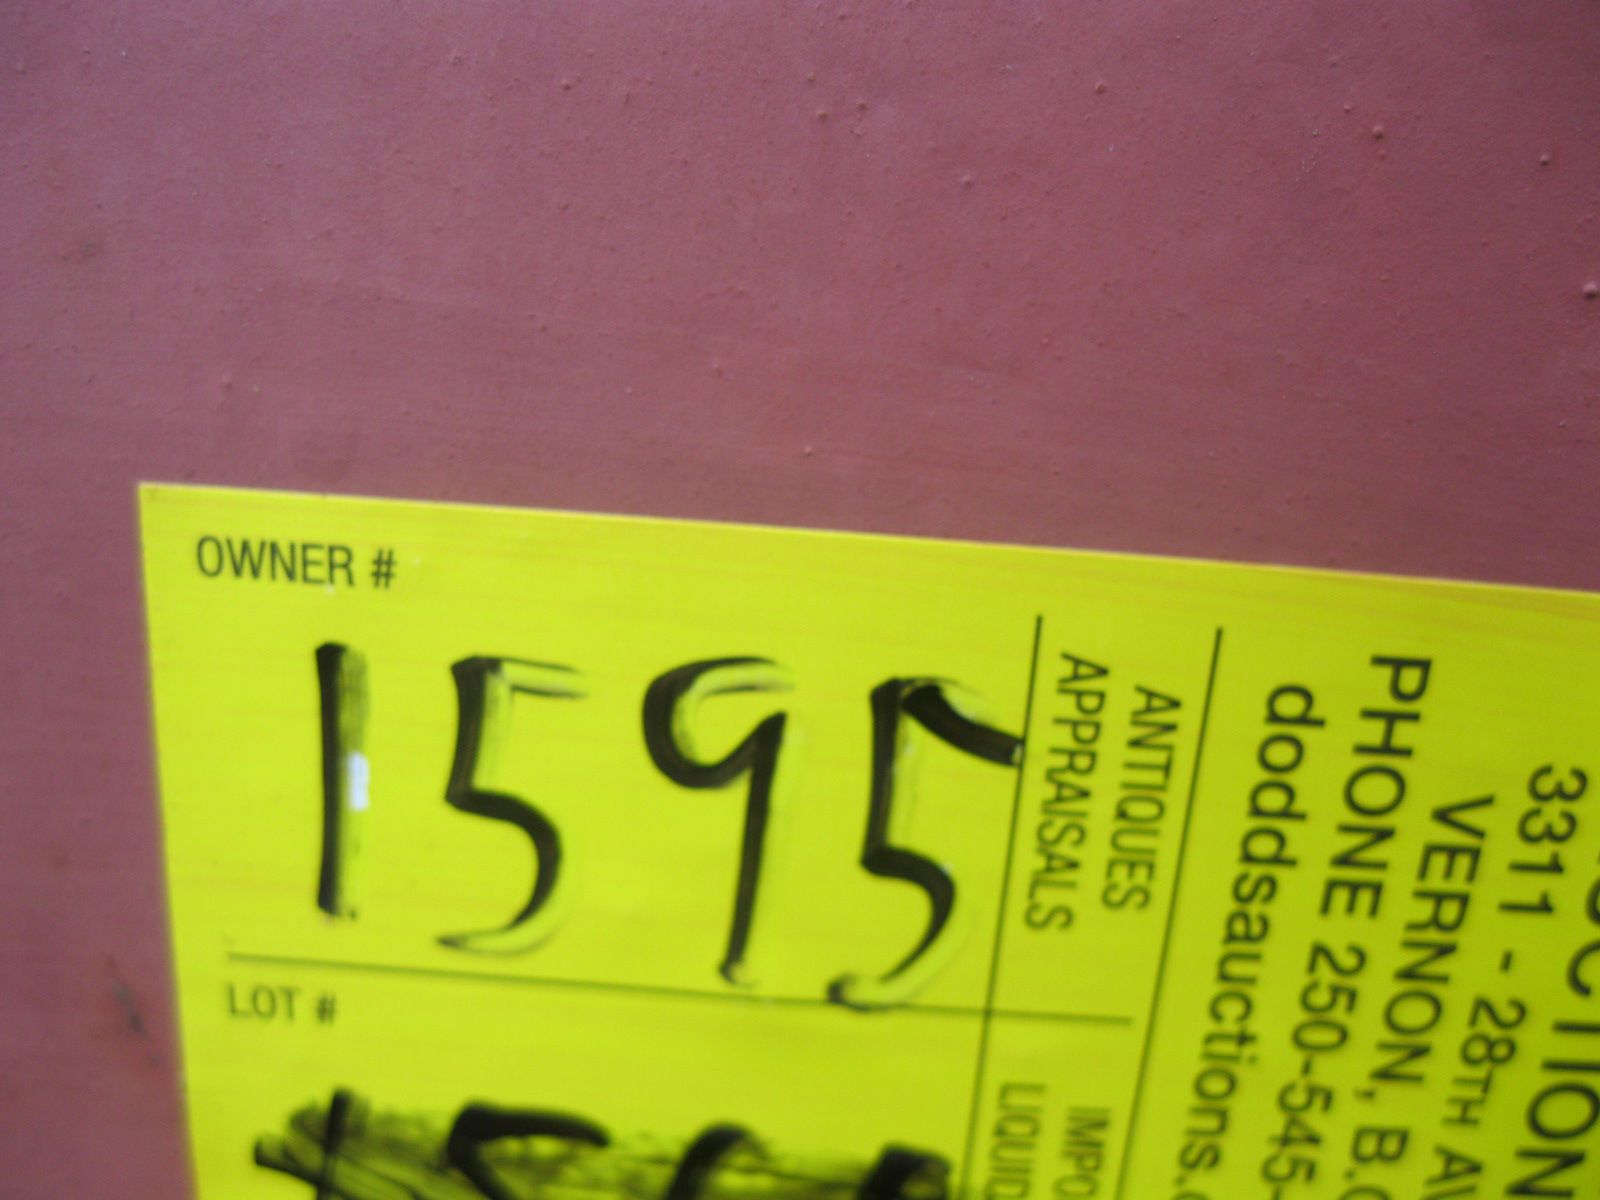 OWNER #
1595
LOT #
ANTIQUES
APPRAISALS
3311 - 28TH
VERNON, B.C
PHONE 250-545-
doddsauctions.